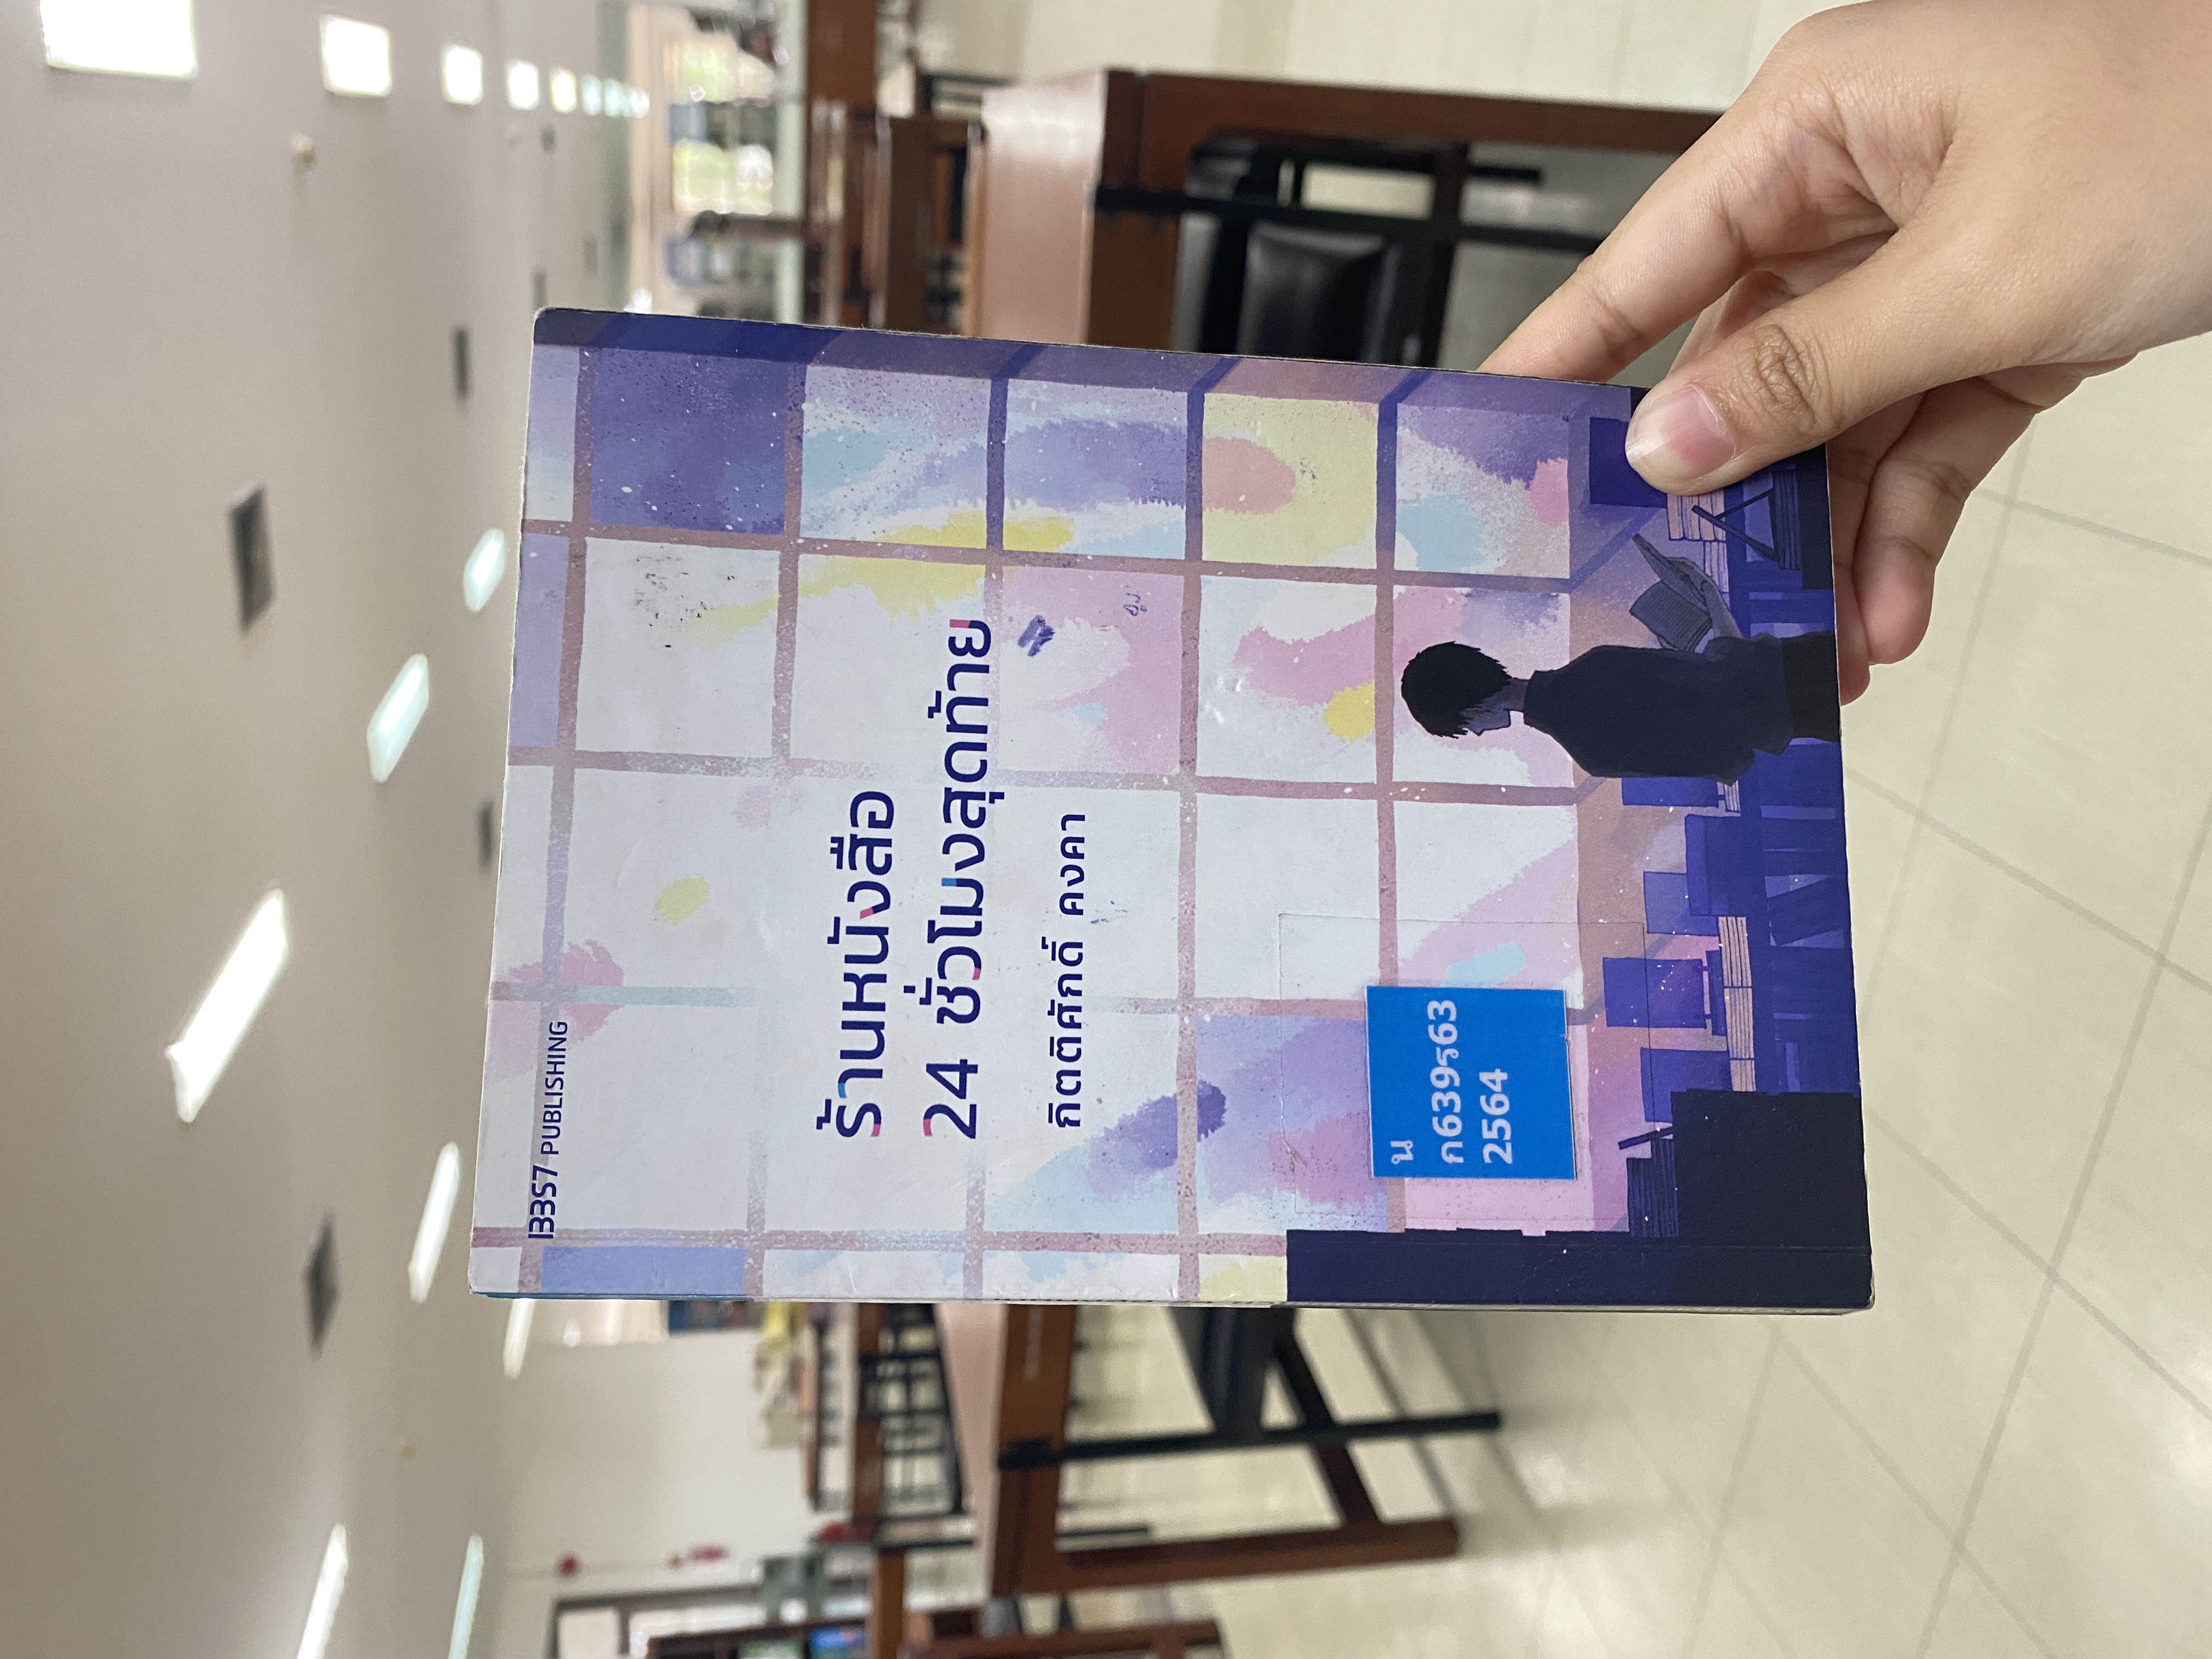 1337 PUBLISHING
ร้านหนังสือ
24 ชั่วโมงสุดท้าย
กิตติศักดิ์ คงคา
น
ก639ร63
2564